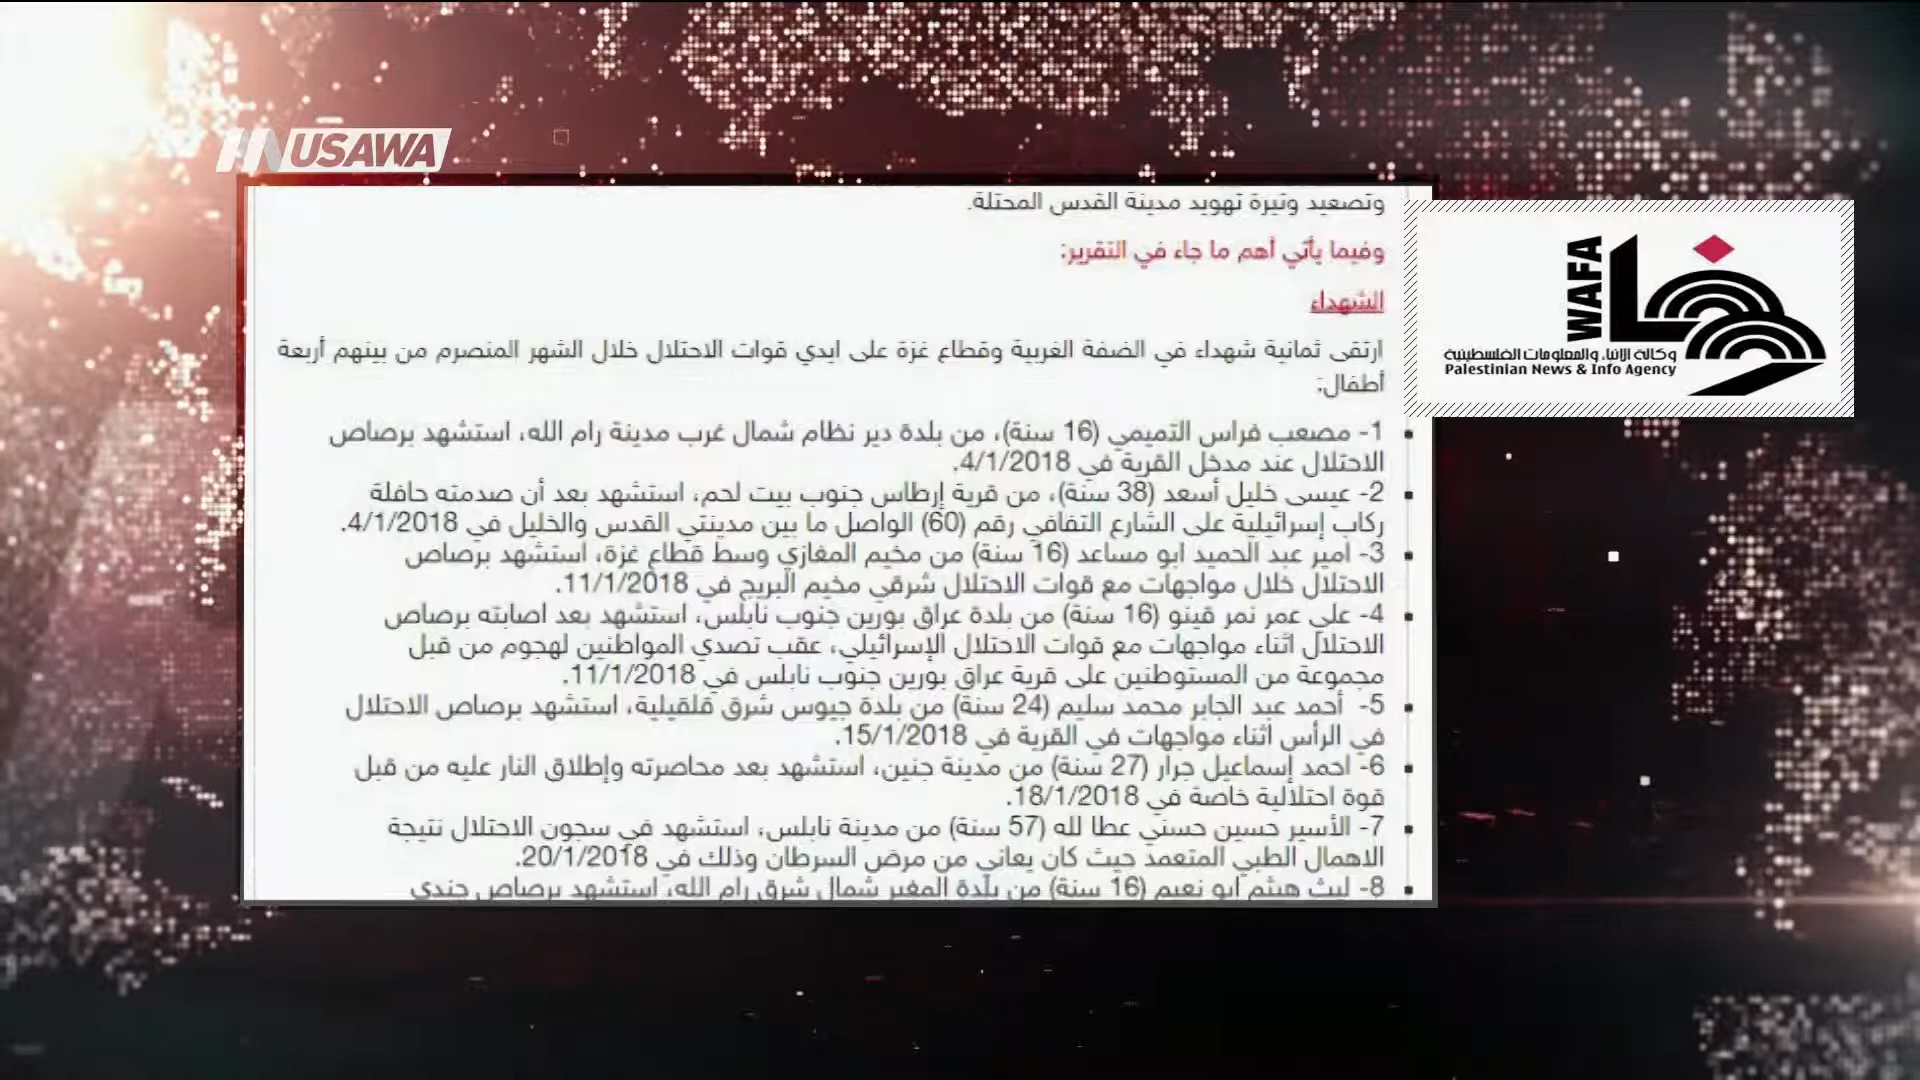 MUSAWA
وتصعيد وتيرة تهويد مدينة القدس المحتلة.
وفيما يأتي أهم ما جاء في التقرير:
الشهداء
ارتقى ثمانية شهداء في الضفة الغربية وقطاع غزة على ايدي قوات الاحتلال خلال الشهر المنصرم من بينهم أربعة
أطفال:
1- مصعب فراس التميمي (16 سنة)، من بلدة دير نظام شمال غرب مدينة رام الله، استشهد برصاص
الاحتلال عند مدخل القرية في 4/1/2018.
2- عيسى خليل أسعد (38 سنة)، من قرية إرطاس جنوب بيت لحم، استشهد بعد أن صدمته حافلة
ركاب إسرائيلية على الشارع التفافي رقم (60) الواصل ما بين مدينتي القدس والخليل في 4/1/2018.
3- امير عبد الحميد ابو مساعد (16 سنة) من مخيم المغازي وسط قطاع غزة، استشهد برصاص
الاحتلال خلال مواجهات مع قوات الاحتلال شرقي مخيم البريج في 11/1/2018.
4- علي عمر نمر قينو (16 سنة) من بلدة عراق بورين جنوب نابلس، استشهد بعد اصابته برصاص
الاحتلال اثناء مواجهات مع قوات الاحتلال الإسرائيلي، عقب تصدي المواطنين لهجوم من قبل
مجموعة من المستوطنين على قرية عراق بورين جنوب نابلس في 11/1/2018.
5- أحمد عبد الجابر محمد سليم (24 سنة) من بلدة جيوس شرق قلقيلية، استشهد برصاص الاحتلال
في الرأس اثناء مواجهات في القرية في 15/1/2018.
6- احمد إسماعيل جرار (27 سنة) من مدينة جنين، استشهد بعد محاصرته وإطلاق النار عليه من قبل
قوة احتلالية خاصة في 18/1/2018.
7- الأسير حسين حسني عطا لله (57 سنة) من مدينة نابلس، استشهد في سجون الاحتلال نتيجة
الاهمال الطبي المتعمد حيث كان يعاني من مرض السرطان وذلك في 20/1/2018.
8- ليث هيثم ابو نعيم (16 سنة) من بلدة المغير شمال شرق رام الله، استشهد برصاص جندي
WAFA
وفا
وكالة الانباء والمعلومات الفلسطينية
Palestinian News & Info Agency